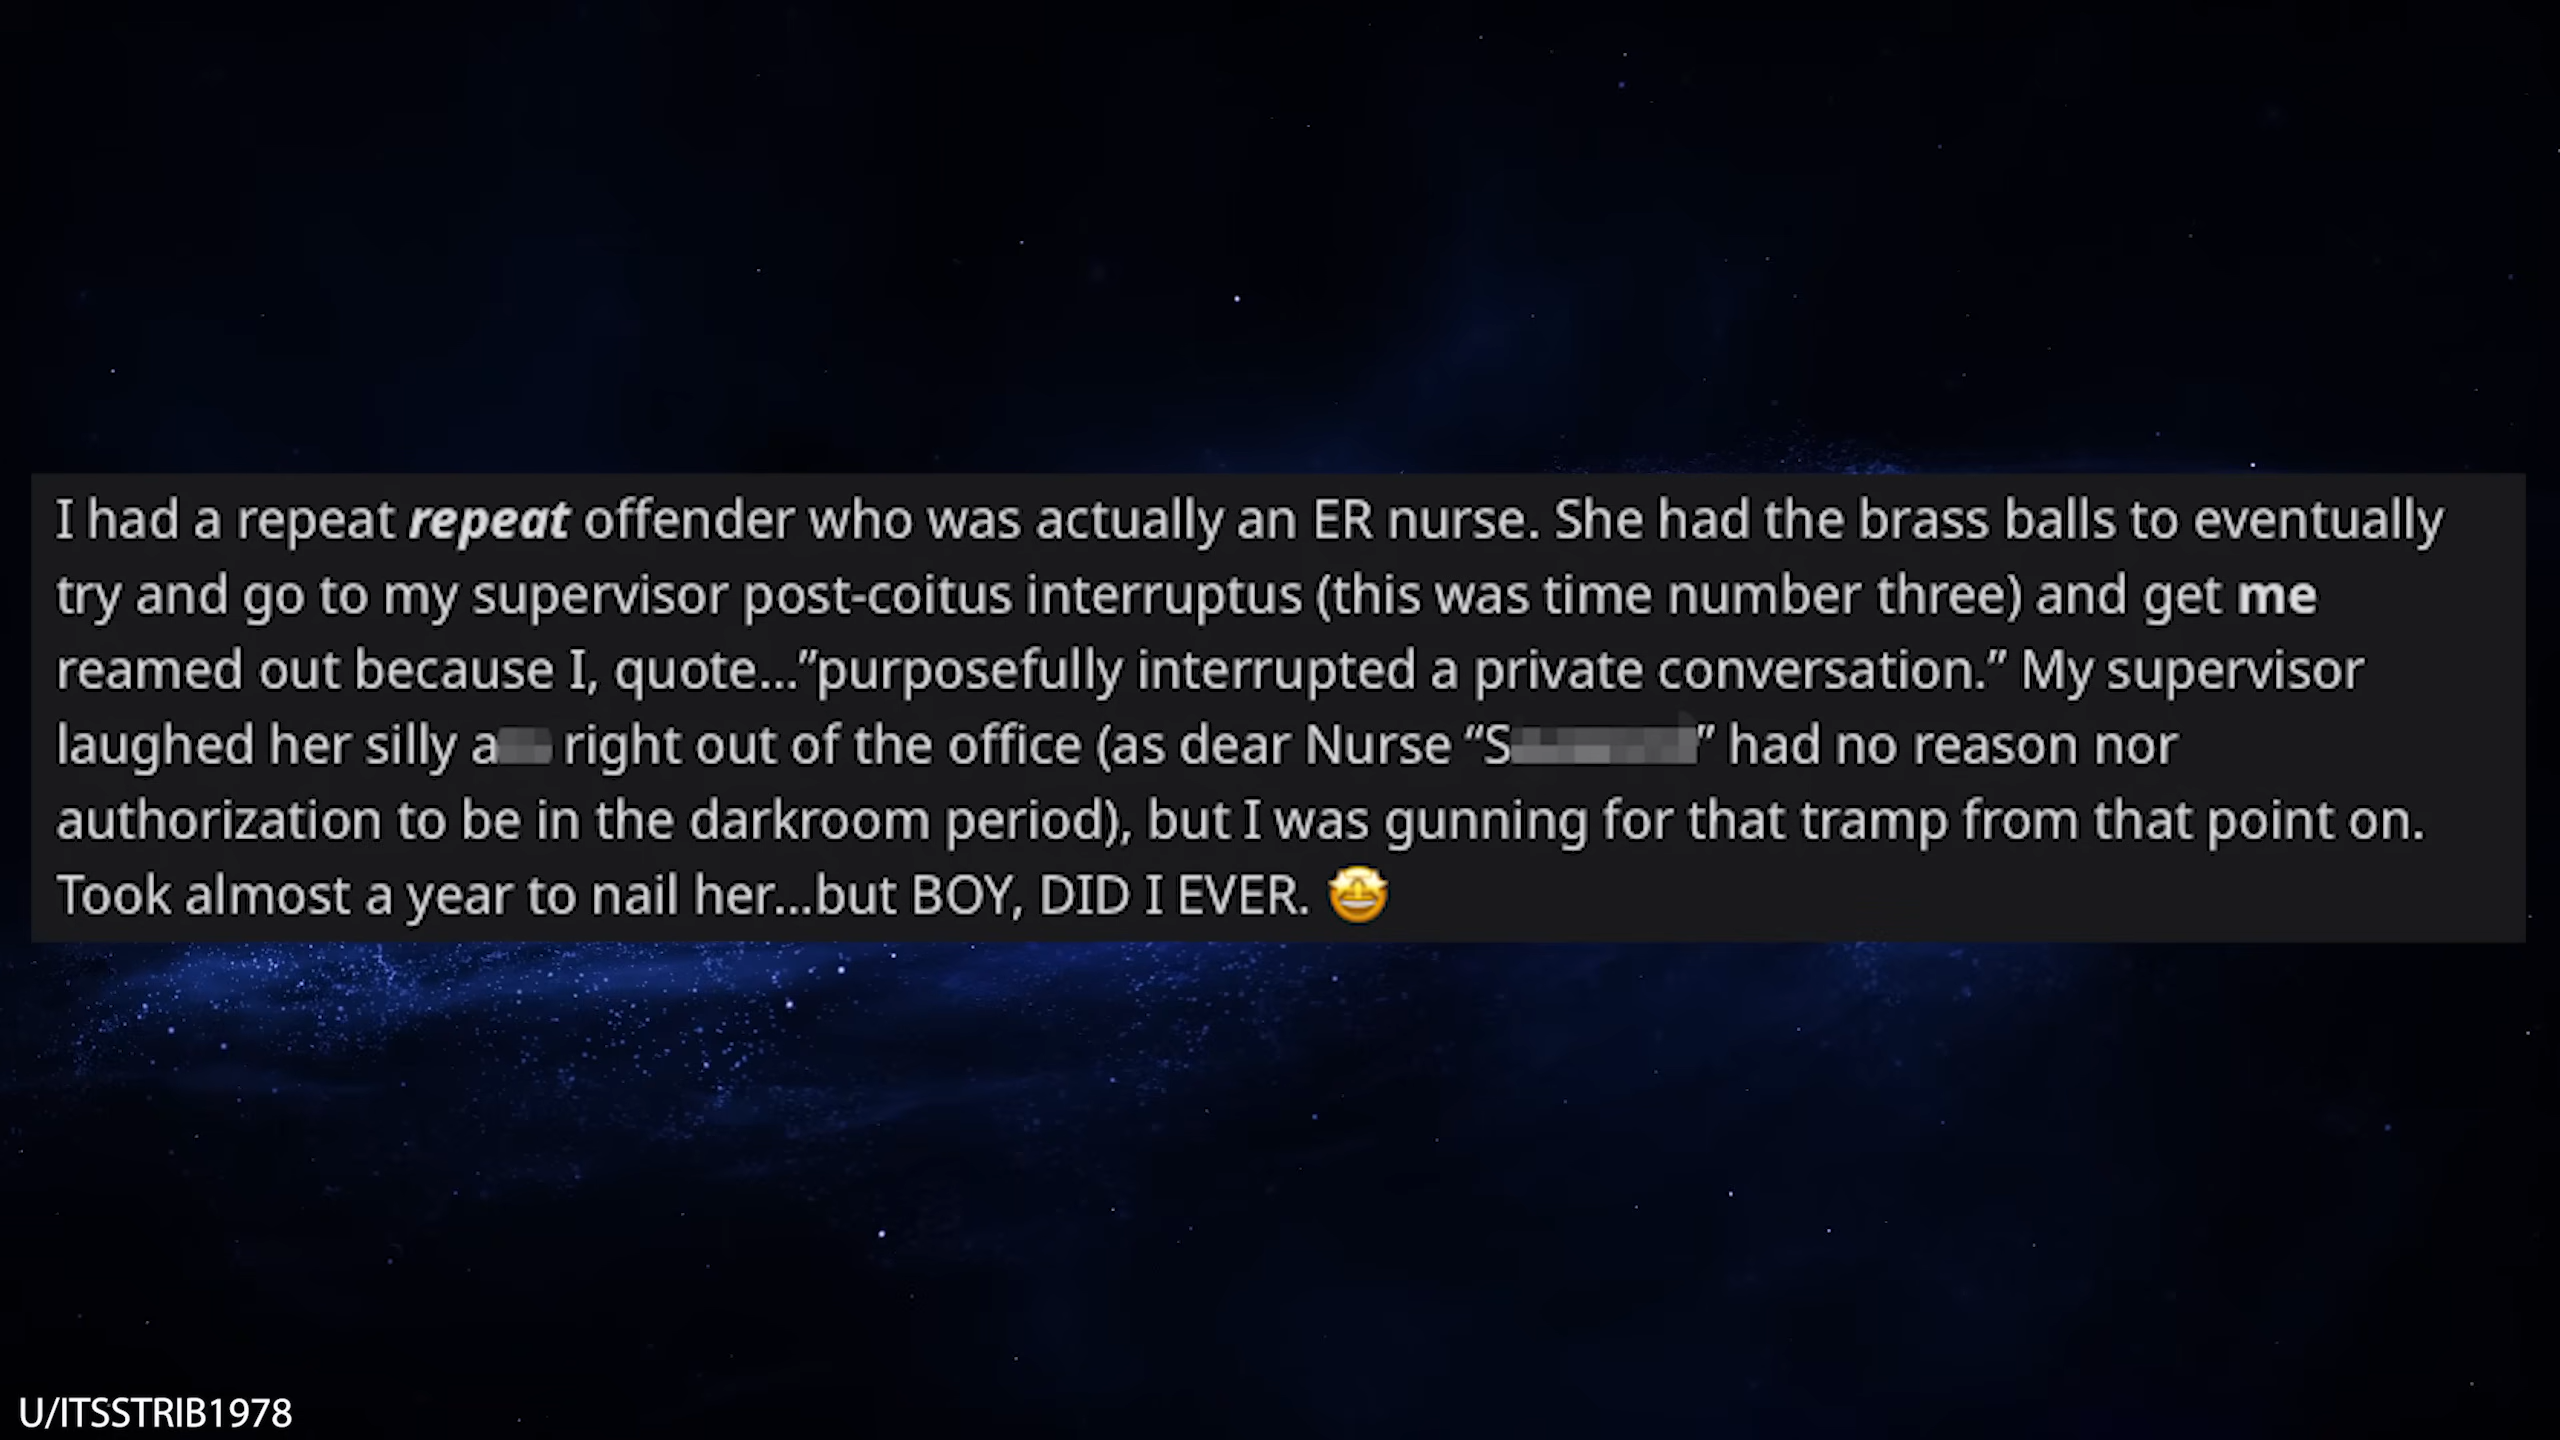 I had a repeat repeat offender who was actually an ER nurse. She had the brass balls to eventually
try and go to my supervisor post-coitus interruptus (this was time number three) and get me
reamed out because I, quote...”purposefully interrupted a private conversation.” My supervisor
laughed her silly a right out of the office (as dear Nurse “S” had no reason nor
authorization to be in the darkroom period), but I was gunning for that tramp from that point on.
Took almost a year to nail her...but BOY, DID I EVER. 🤩
U/ITSSTRIB1978